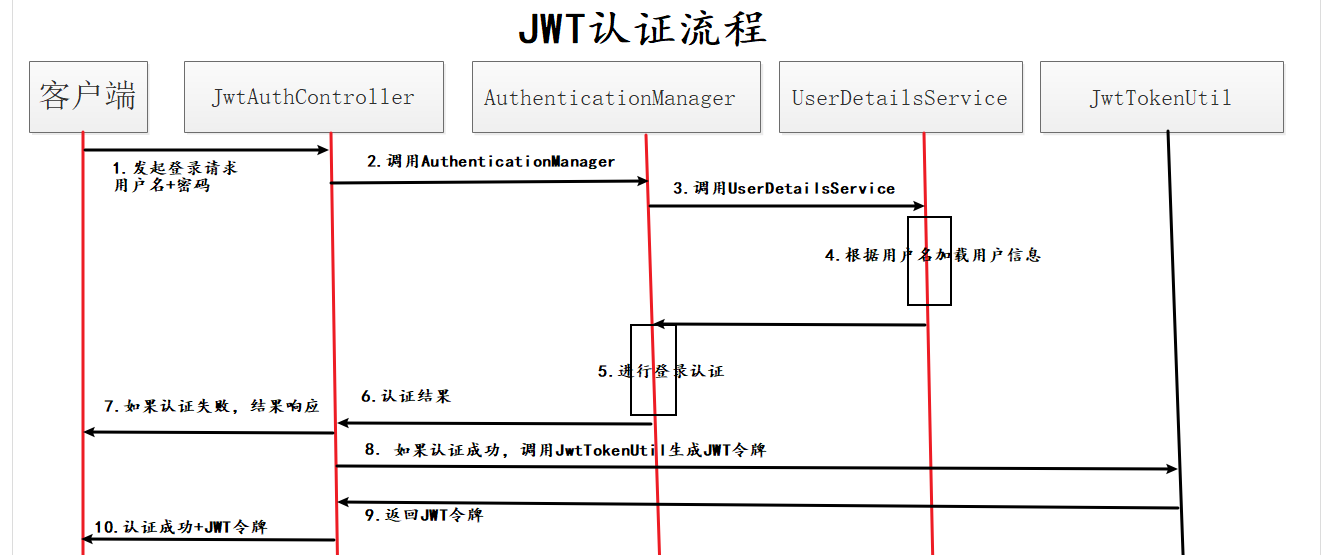 JWT认证流程
客户端
JwtAuthController
AuthenticationManager
UserDetailsService
JwtTokenUtil
1.发起登录请求
用户名+密码
2.调用AuthenticationManager
3.调用UserDetailsService
4.根据用户名加载用户信息
5.进行登录认证
6.认证结果
7.如果认证失败，结果响应
8. 如果认证成功，调用JwtTokenUtil生成JWT令牌
9.返回JWT令牌
10.认证成功+JWT令牌